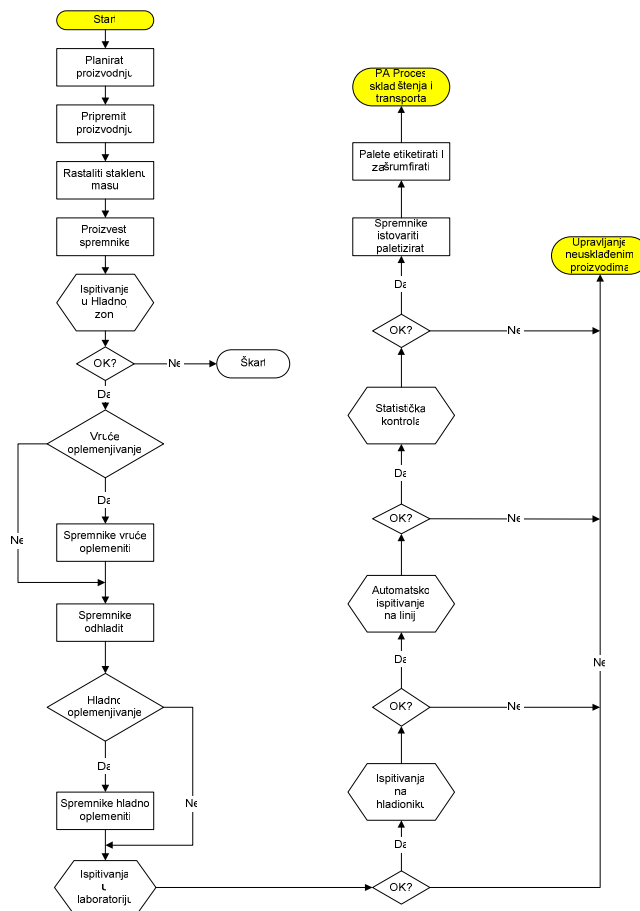 Start
Planirat
proizvodnju
Pripremit
proizvodnju
Rastaliti staklenu
masu
Proizvest
spremnike
Ispitivanje
u Hladnoj
zon
OK?
Ne
Škart
Da
Vruće
oplemenjivanje
Da
Ne
Spremnike vruće
oplemeniti
Spremnike
odhladit
Hladno
oplemenjivanje
Da
Ne
Spremnike hladno
oplemeniti
Ispitivanja
u
laboratoriju
OK?
Da
Ispitivanja
na
hladioniku
OK?
Ne
Da
Automatsko
ispitivanje
na linij
OK?
Ne
Da
Statistička
kontrola
Da
OK?
Ne
Da
Spremnike
istovariti
paletizirat
Palete etiketirati I
zašrumfirati
PA Proces
skladištenja i
transporta
Ne
Upravljanje
neusklađenim
proizvodima